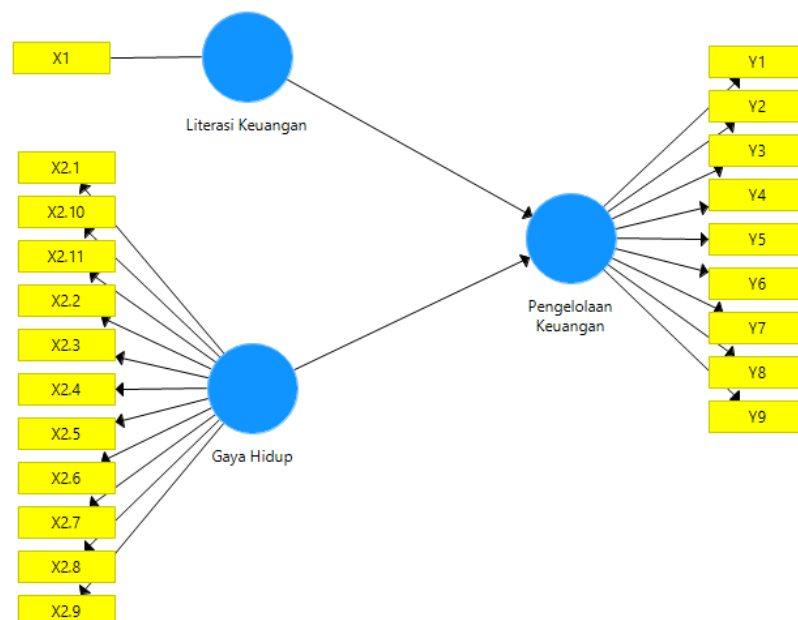 X1
Literasi Keuangan
X2.1
X2.10
X2.11
X2.2
X2.3
X2.4
X2.5
X2.6
X2.7
X2.8
X2.9
Gaya Hidup
Pengelolaan
Keuangan
Y1
Y2
Y3
Y4
Y5
Y6
Y7
Y8
Y9